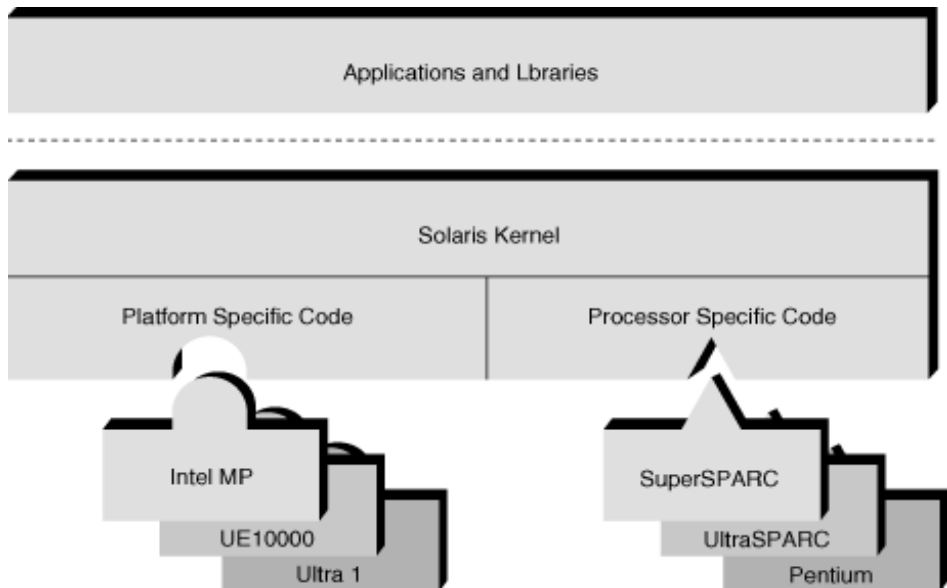 Applications and Lbraries
Solaris Kernel
Platform Specific Code
Processor Specific Code
Intel MP
UE10000
Ultra 1
SuperSPARC
UltraSPARC
Pentium